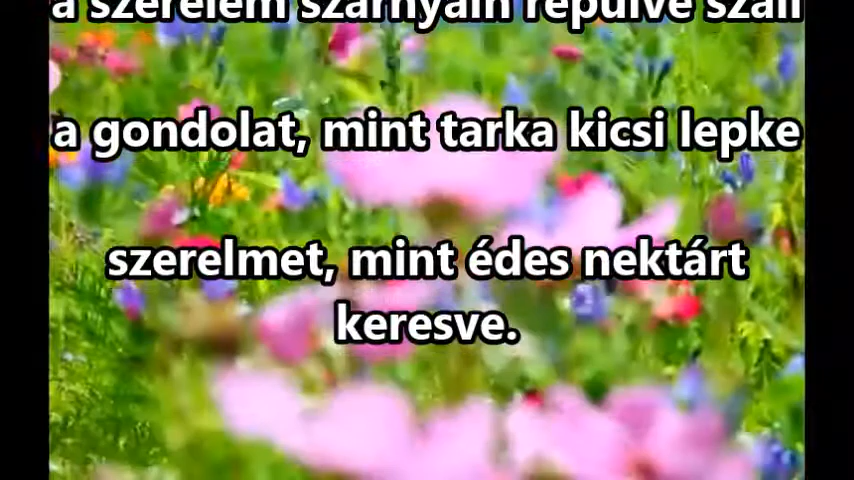 a szerelem szárnyain repülve száll
a gondolat, mint tarka kicsi lepke
szerelmet, mint édes nektárt
keresve.